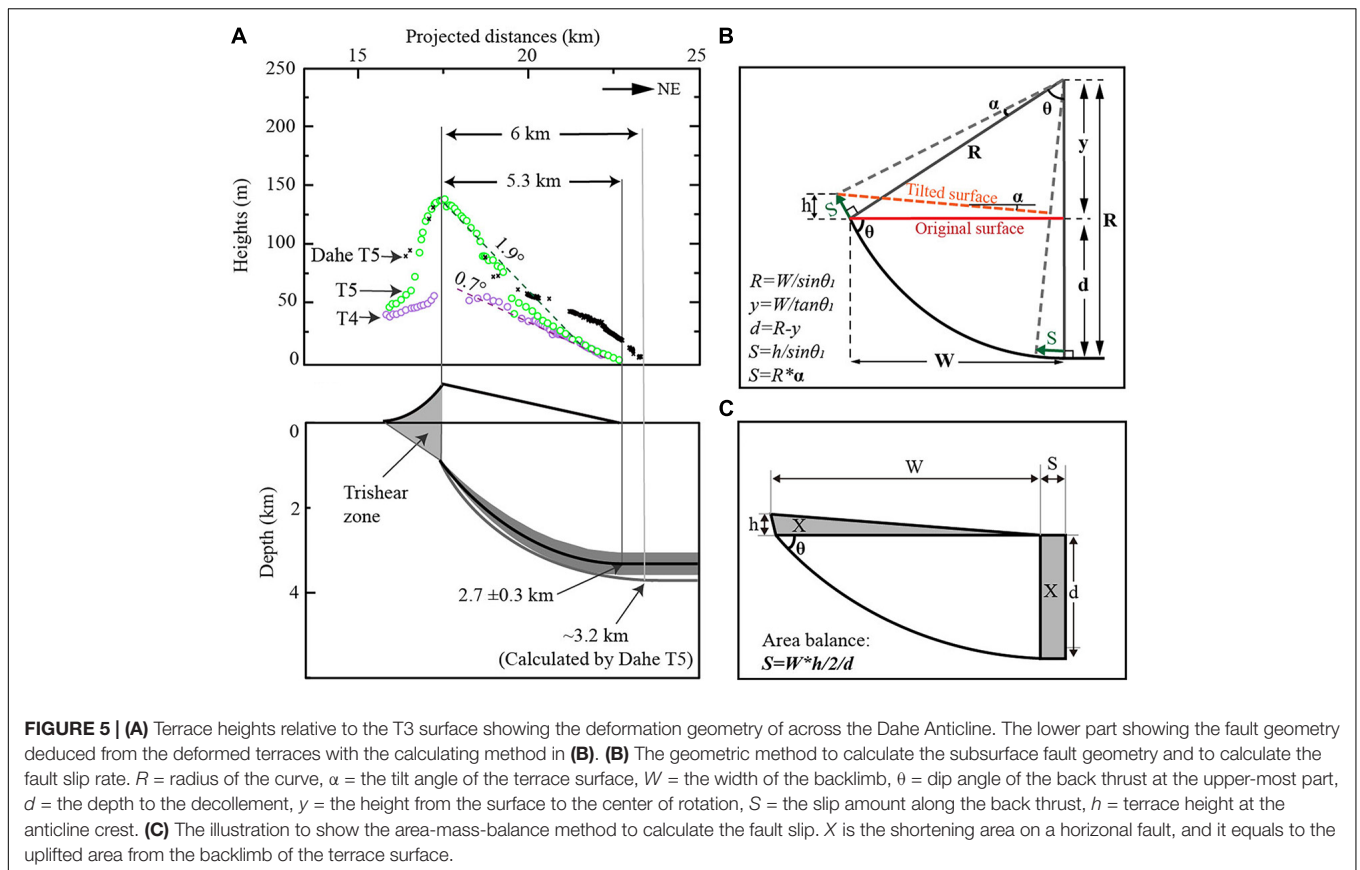 A
Projected distances (km)
15
20
25
250
200
150
100
50
0
Heights (m)
NE
6 km
5.3 km
1.9°
0.7°
Dahe T5
T5
T4
0
2
4
Depth (km)
Trishear
zone
2.7 ±0.3 km
~3.2 km
(Calculated by Dahe T5)
B
α
θ
R
y
R
h
S
Tilted surface
α
Original surface
θ
d
R=W/sinθ₁
y=W/tanθ₁
d=R-y
S=h/sinθ₁
S=R*α
S
W
C
W
S
h
X
θ
X
d
Area balance:
S=W*h/2/d
FIGURE 5 | (A) Terrace heights relative to the T3 surface showing the deformation geometry of across the Dahe Anticline. The lower part showing the fault geometry
deduced from the deformed terraces with the calculating method in (B). (B) The geometric method to calculate the subsurface fault geometry and to calculate the
fault slip rate. R = radius of the curve, α = the tilt angle of the terrace surface, W = the width of the backlimb, θ = dip angle of the back thrust at the upper-most part,
d = the depth to the decollement, y = the height from the surface to the center of rotation, S = the slip amount along the back thrust, h = terrace height at the
anticline crest. (C) The illustration to show the area-mass-balance method to calculate the fault slip. X is the shortening area on a horizonal fault, and it equals to the
uplifted area from the backlimb of the terrace surface.